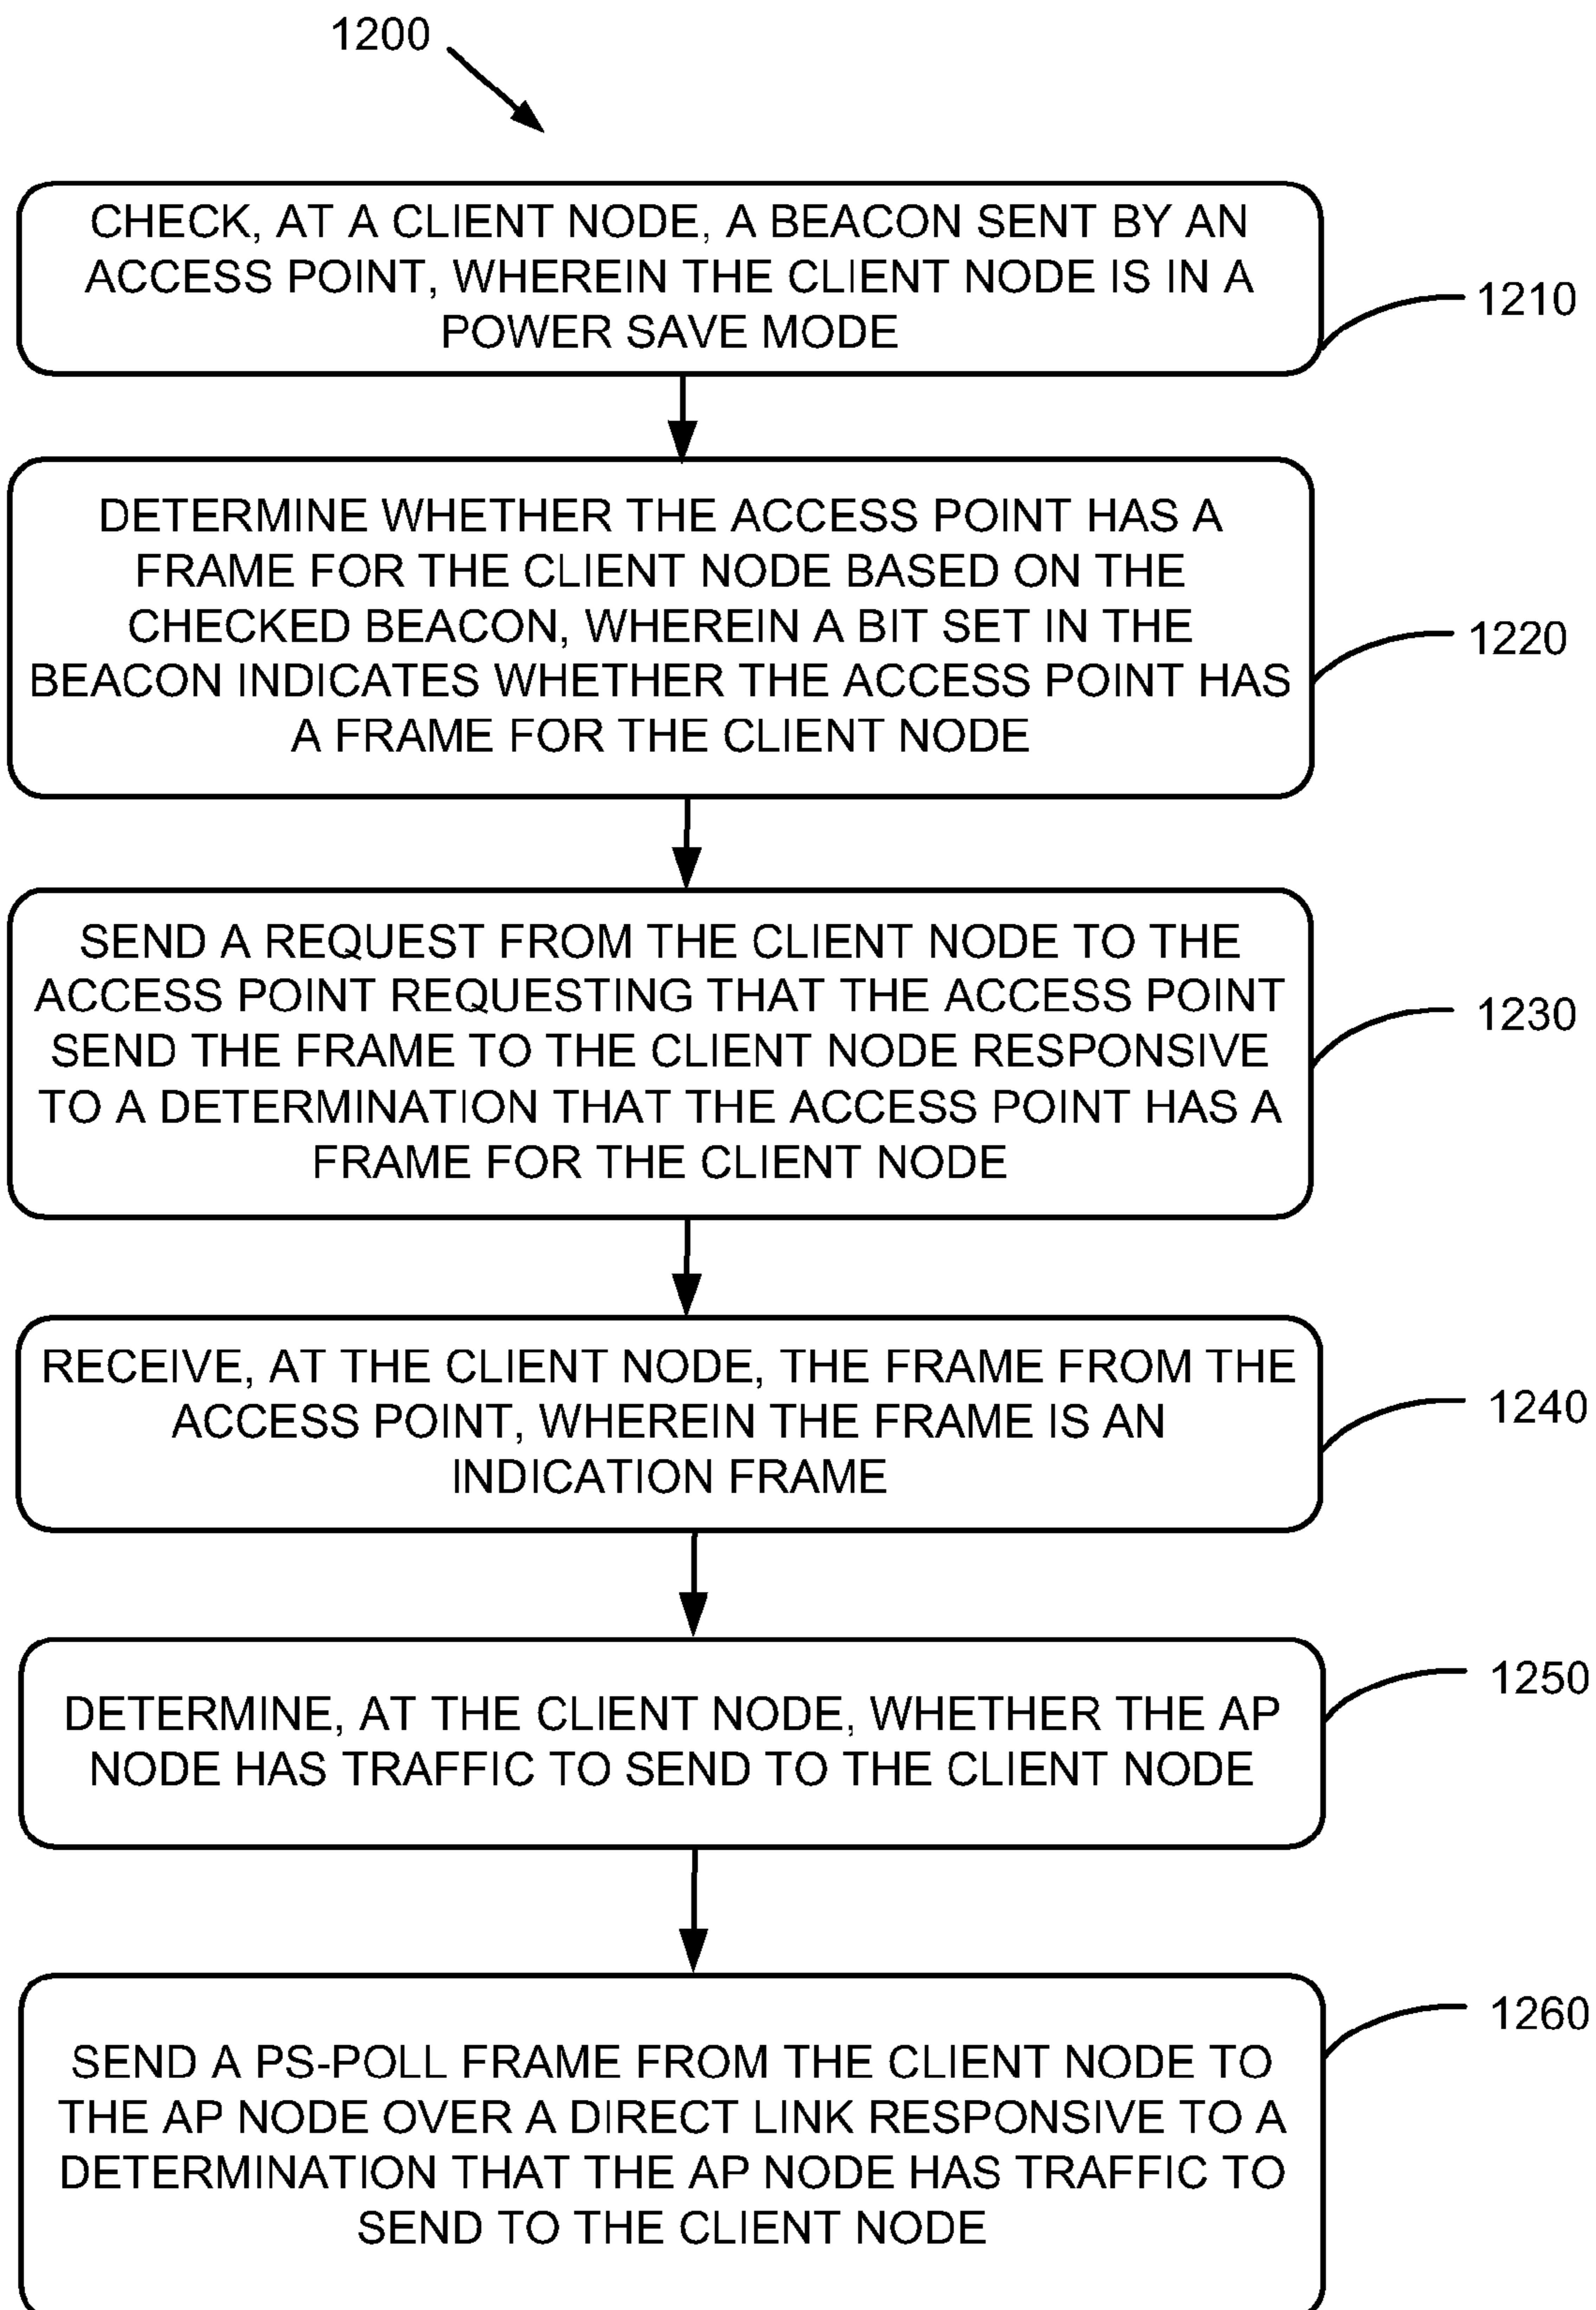 1200
CHECK, AT A CLIENT NODE, A BEACON SENT BY AN
ACCESS POINT, WHEREIN THE CLIENT NODE IS IN A
POWER SAVE MODE
1210
DETERMINE WHETHER THE ACCESS POINT HAS A
FRAME FOR THE CLIENT NODE BASED ON THE
CHECKED BEACON, WHEREIN A BIT SET IN THE
BEACON INDICATES WHETHER THE ACCESS POINT HAS
A FRAME FOR THE CLIENT NODE
1220
SEND A REQUEST FROM THE CLIENT NODE TO THE
ACCESS POINT REQUESTING THAT THE ACCESS POINT
SEND THE FRAME TO THE CLIENT NODE RESPONSIVE
TO A DETERMINATION THAT THE ACCESS POINT HAS A
FRAME FOR THE CLIENT NODE
1230
RECEIVE, AT THE CLIENT NODE, THE FRAME FROM THE
ACCESS POINT, WHEREIN THE FRAME IS AN
INDICATION FRAME
1240
DETERMINE, AT THE CLIENT NODE, WHETHER THE AP
NODE HAS TRAFFIC TO SEND TO THE CLIENT NODE
1250
SEND A PS-POLL FRAME FROM THE CLIENT NODE TO
THE AP NODE OVER A DIRECT LINK RESPONSIVE TO A
DETERMINATION THAT THE AP NODE HAS TRAFFIC TO
SEND TO THE CLIENT NODE
1260